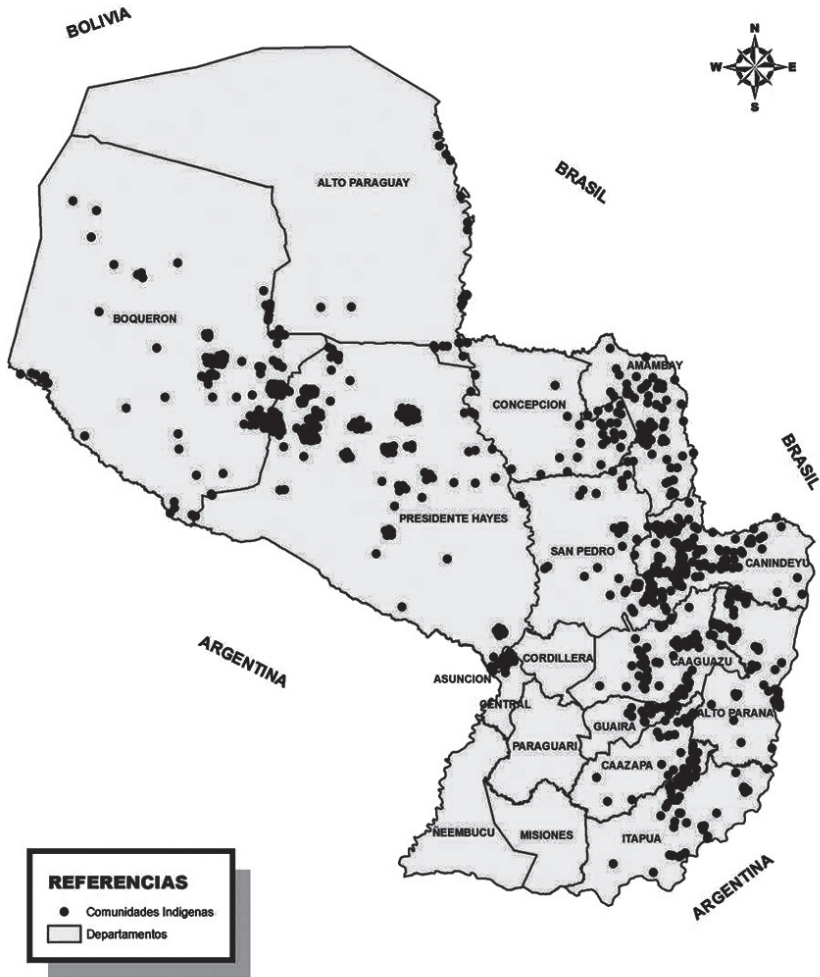 BOLIVIA
N
W E
S
BRASIL
ALTO PARAGUAY
BOQUERON
AMAMBAY
CONCEPCION
BRASIL
PRESIDENTE HAYES
SAN PEDRO
CANINDEYU
ARGENTINA
CORDILLERA
CAAGUAZU
ASUNCION
CENTRAL
ALTO PARANA
GUAIRA
PARAGUARI
CAAZAPA
ÑEEMBUCU
MISIONES
ITAPUA
ARGENTINA
REFERENCIAS
Comunidades Indígenas
Departamentos